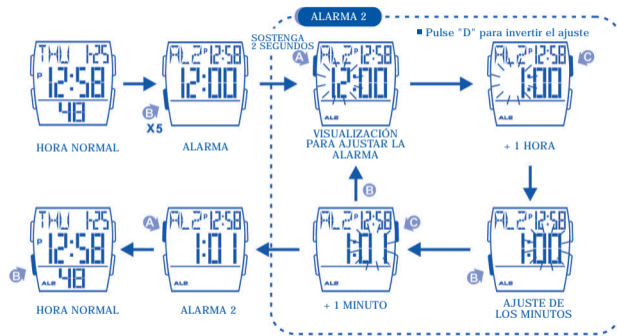 ALARMA 2
SOSTENGA
2 SEGUNDOS
■ Pulse "D" para invertir el ajuste
THU 1-25
P 12:58
48
HORA NORMAL
B
X5
AL2 P 12:58
12:00
ALB
ALARMA
A
AL2 P 12:58
12:00
ALB
VISUALIZACIÓN
PARA AJUSTAR LA
ALARMA
C
AL2 P 12:58
1:00
ALB
+ 1 HORA
B
THU 1-25
P 12:58
ALB 48
HORA NORMAL
A
AL2 P 12:58
1:01
ALB
ALARMA 2
B
C
AL2 P 12:58
1:01
ALB
+ 1 MINUTO
B
AL2 P 12:58
1:00
ALB
AJUSTE DE
LOS MINUTOS